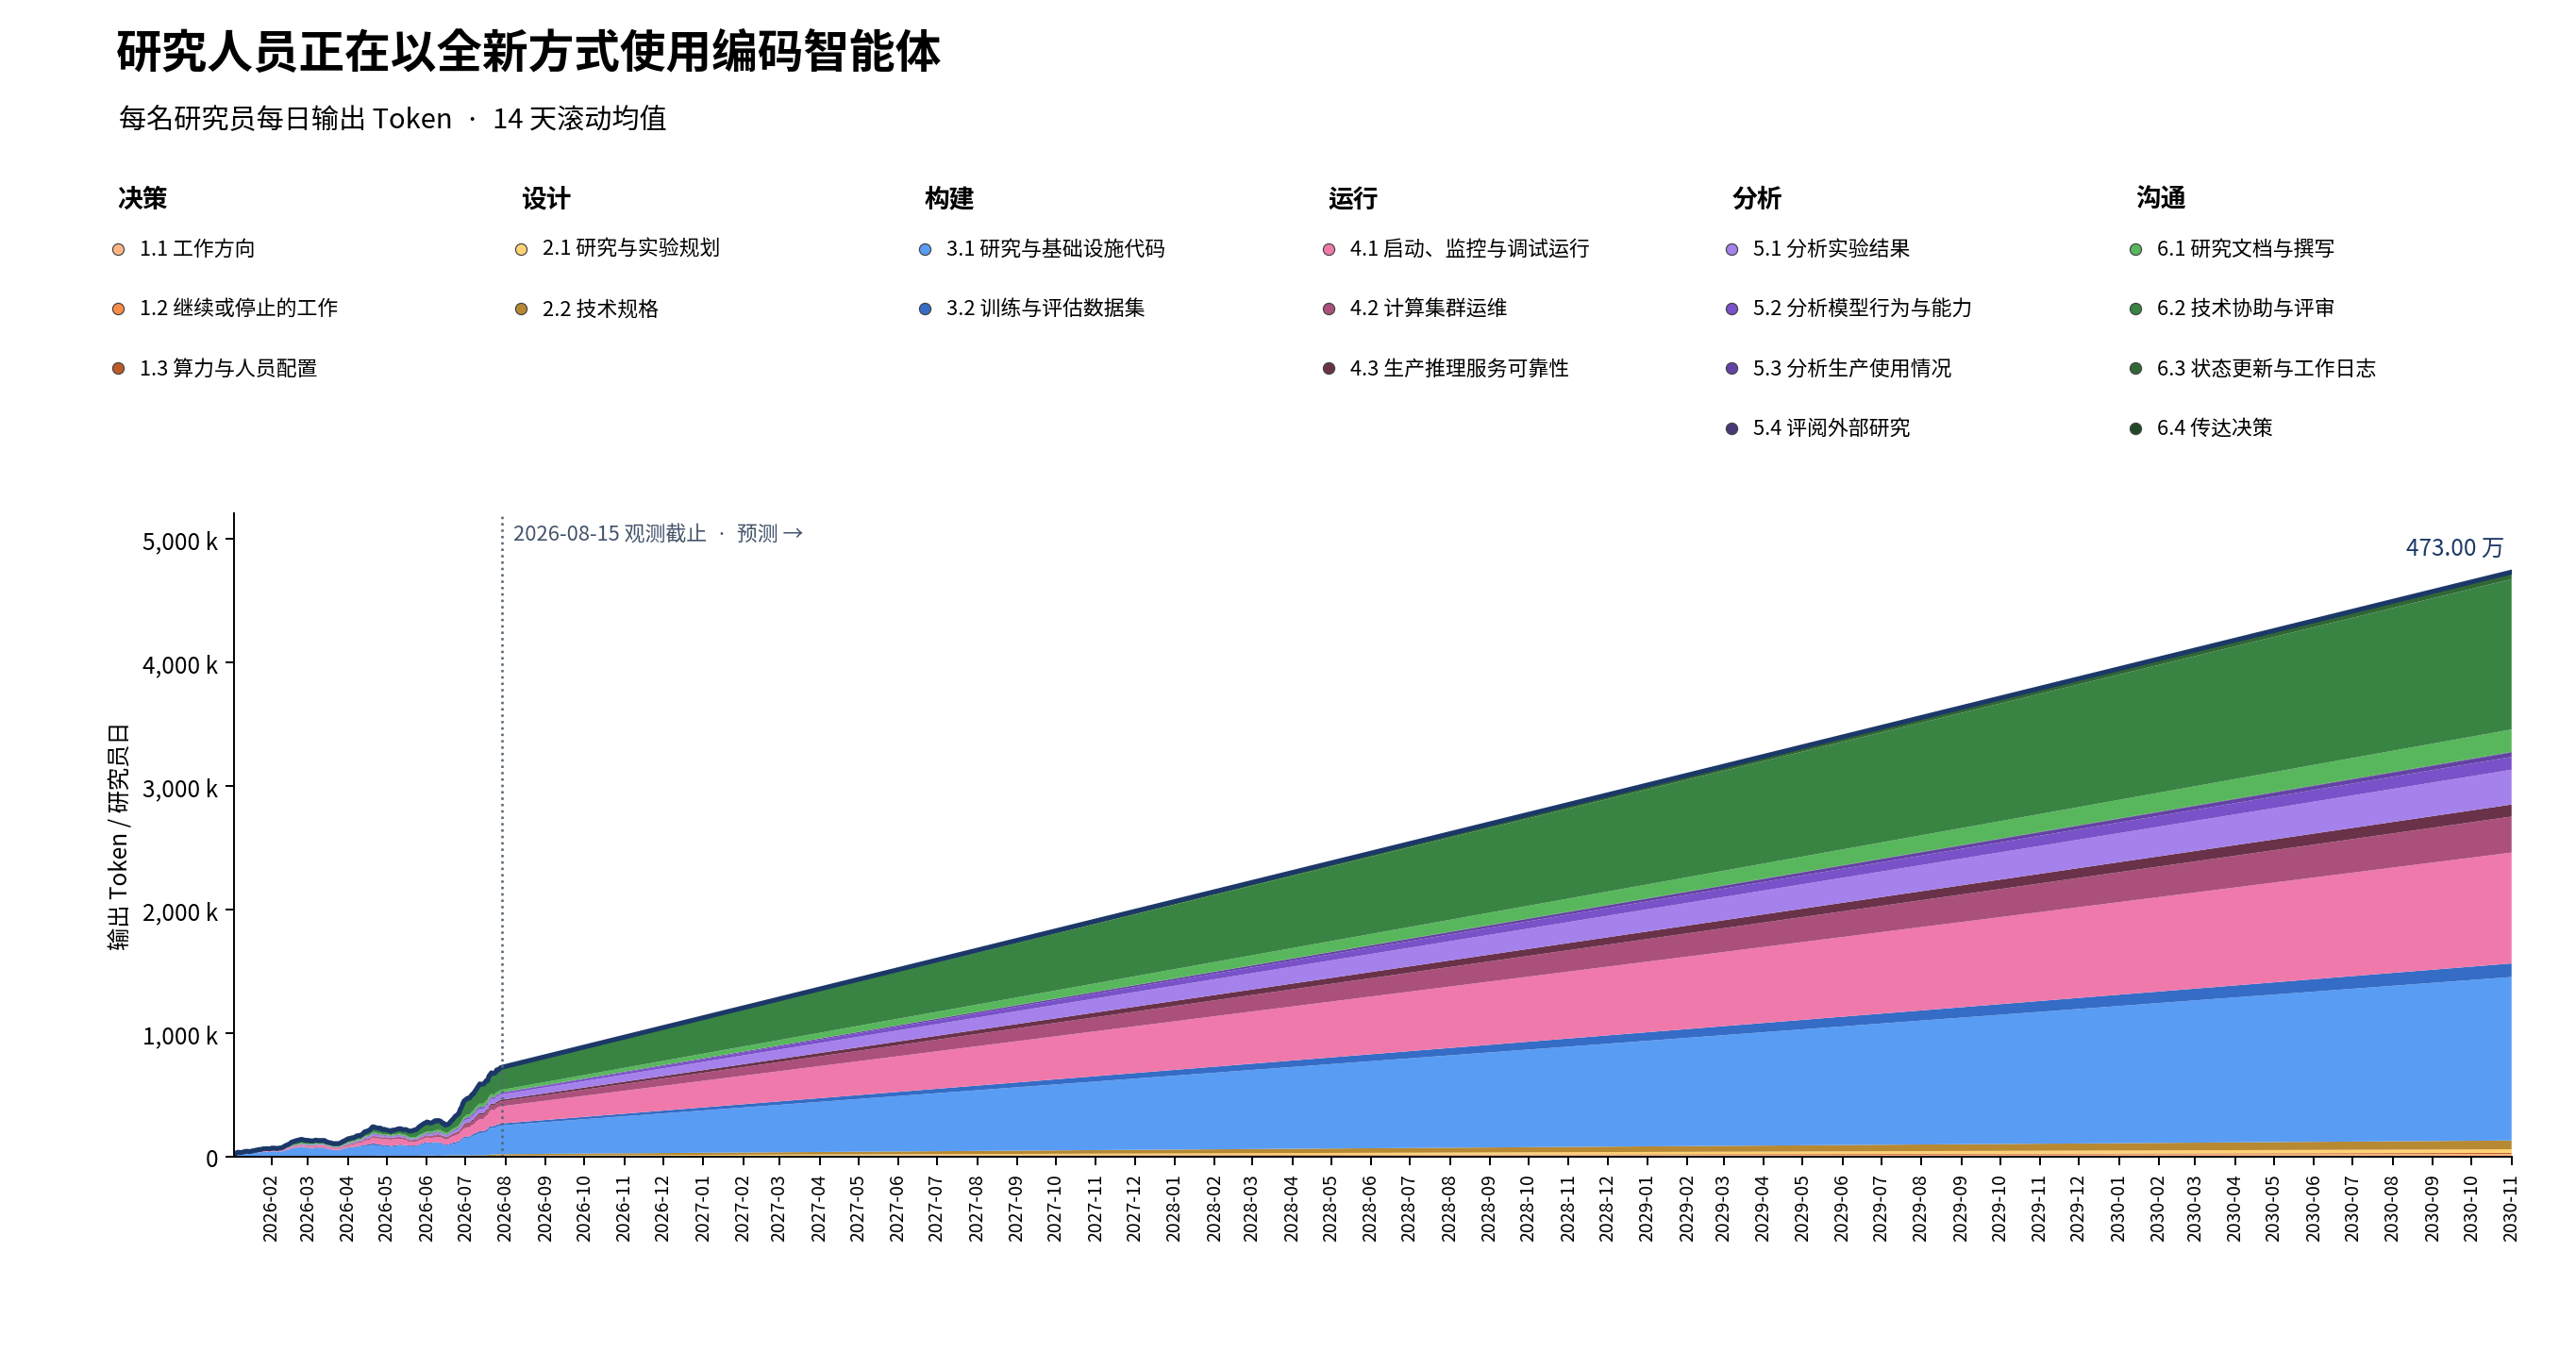 研究人员正在以全新方式使用编码智能体
每名研究员每日输出 Token · 14 天滚动均值
决策
1.1 工作方向
1.2 继续或停止的工作
1.3 算力与人员配置
设计
2.1 研究与实验规划
2.2 技术规格
构建
3.1 研究与基础设施代码
3.2 训练与评估数据集
运行
4.1 启动、监控与调试运行
4.2 计算集群运维
4.3 生产推理服务可靠性
分析
5.1 分析实验结果
5.2 分析模型行为与能力
5.3 分析生产使用情况
5.4 评阅外部研究
沟通
6.1 研究文档与撰写
6.2 技术协助与评审
6.3 状态更新与工作日志
6.4 传达决策
2026-08-15 观测截止 · 预测 →
473.00 万
输出 Token / 研究员日
5,000 k
4,000 k
3,000 k
2,000 k
1,000 k
0
2026-02
2026-03
2026-04
2026-05
2026-06
2026-07
2026-08
2026-09
2026-10
2026-11
2026-12
2027-01
2027-02
2027-03
2027-04
2027-05
2027-06
2027-07
2027-08
2027-09
2027-10
2027-11
2027-12
2028-01
2028-02
2028-03
2028-04
2028-05
2028-06
2028-07
2028-08
2028-09
2028-10
2028-11
2028-12
2029-01
2029-02
2029-03
2029-04
2029-05
2029-06
2029-07
2029-08
2029-09
2029-10
2029-11
2029-12
2030-01
2030-02
2030-03
2030-04
2030-05
2030-06
2030-07
2030-08
2030-09
2030-10
2030-11